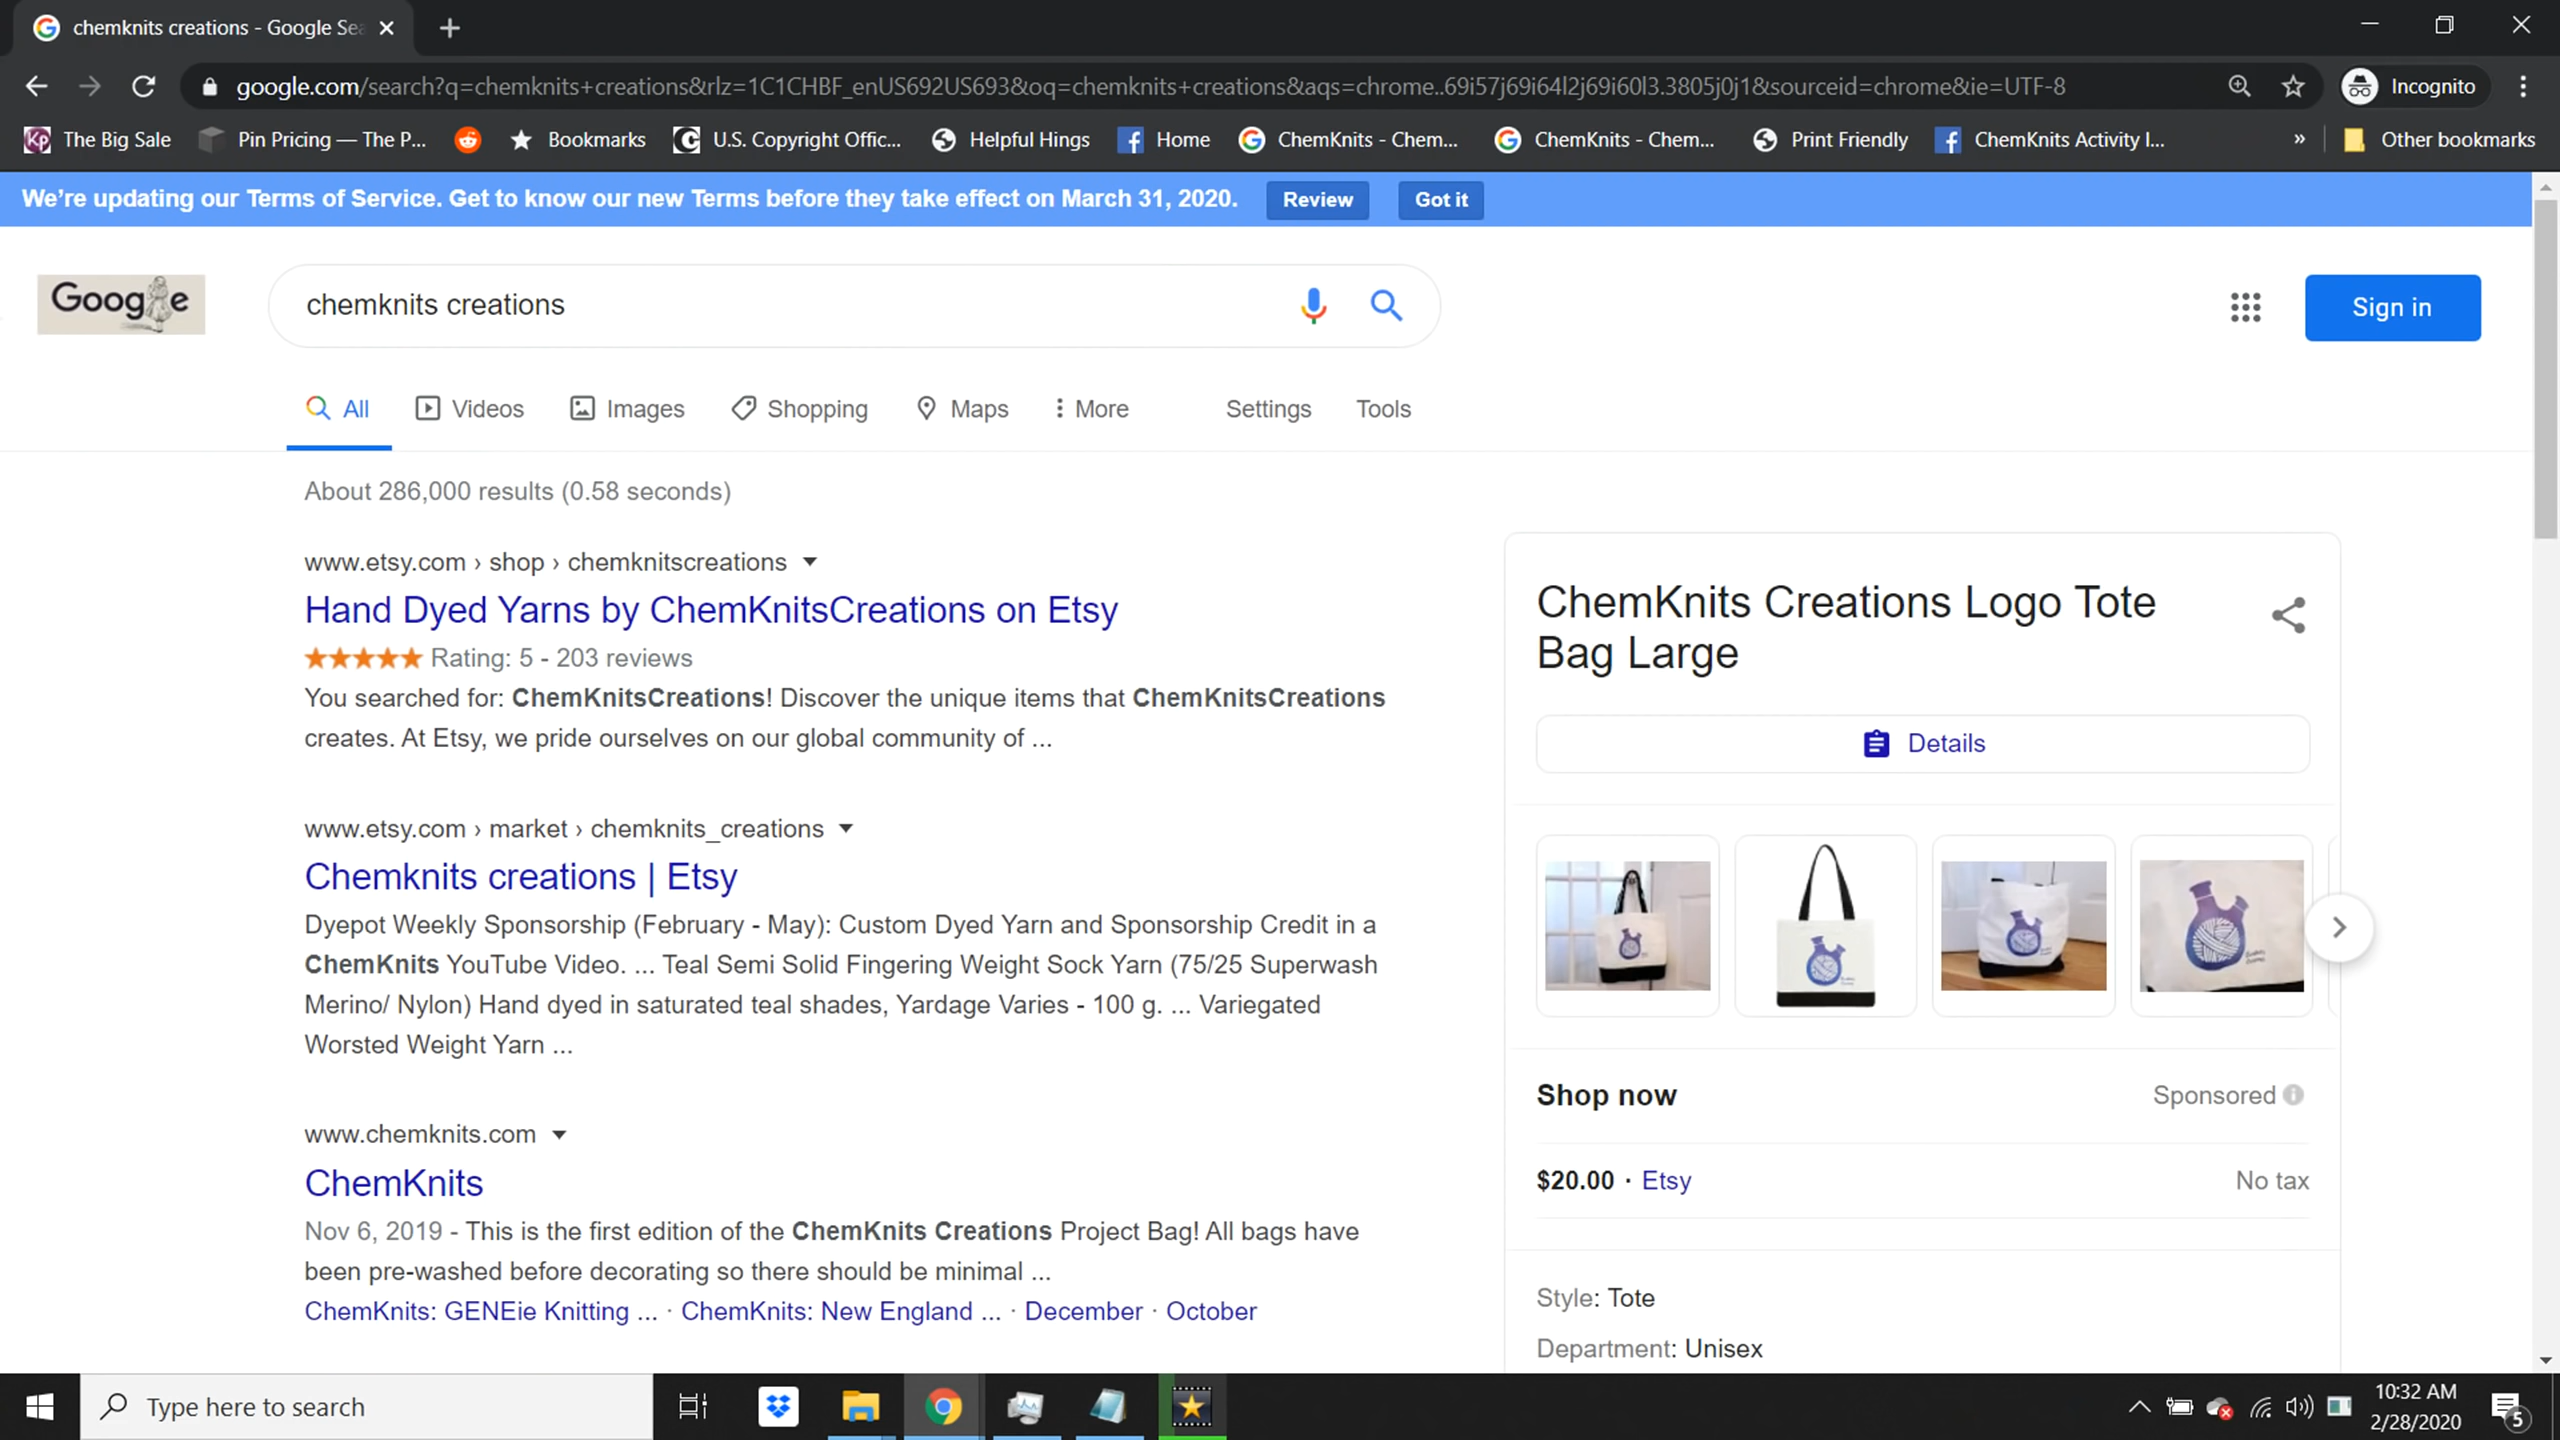 chemknits creations - Google Sea
google.com/search?q=chemknits+creations&rlz=1C1CHBF_enUS692US693&oq=chemknits+creations&aqs=chrome..69i57j69i64l2j69i60l3.3805j0j1&sourceid=chrome&ie=UTF-8
Incognito
Kp The Big Sale Pin Pricing — The P... Bookmarks U.S. Copyright Offic... Helpful Hings Home ChemKnits - Chem... ChemKnits - Chem... Print Friendly ChemKnits Activity I... » Other bookmarks
We're updating our Terms of Service. Get to know our new Terms before they take effect on March 31, 2020. Review Got it
Google
chemknits creations
Sign in
All Videos Images Shopping Maps More Settings Tools
About 286,000 results (0.58 seconds)
www.etsy.com › shop › chemknitscreations
Hand Dyed Yarns by ChemKnitsCreations on Etsy
Rating: 5 - 203 reviews
You searched for: ChemKnitsCreations! Discover the unique items that ChemKnitsCreations
creates. At Etsy, we pride ourselves on our global community of ...
www.etsy.com › market › chemknits_creations
Chemknits creations | Etsy
Dyepot Weekly Sponsorship (February - May): Custom Dyed Yarn and Sponsorship Credit in a
ChemKnits YouTube Video. ... Teal Semi Solid Fingering Weight Sock Yarn (75/25 Superwash
Merino/ Nylon) Hand dyed in saturated teal shades, Yardage Varies - 100 g. ... Variegated
Worsted Weight Yarn ...
www.chemknits.com
ChemKnits
Nov 6, 2019 - This is the first edition of the ChemKnits Creations Project Bag! All bags have
been pre-washed before decorating so there should be minimal ...
ChemKnits: GENEie Knitting ... · ChemKnits: New England ... · December · October
ChemKnits Creations Logo Tote
Bag Large
Details
Shop now Sponsored
$20.00 · Etsy No tax
Style: Tote
Department: Unisex
Type here to search
10:32 AM
2/28/2020
5